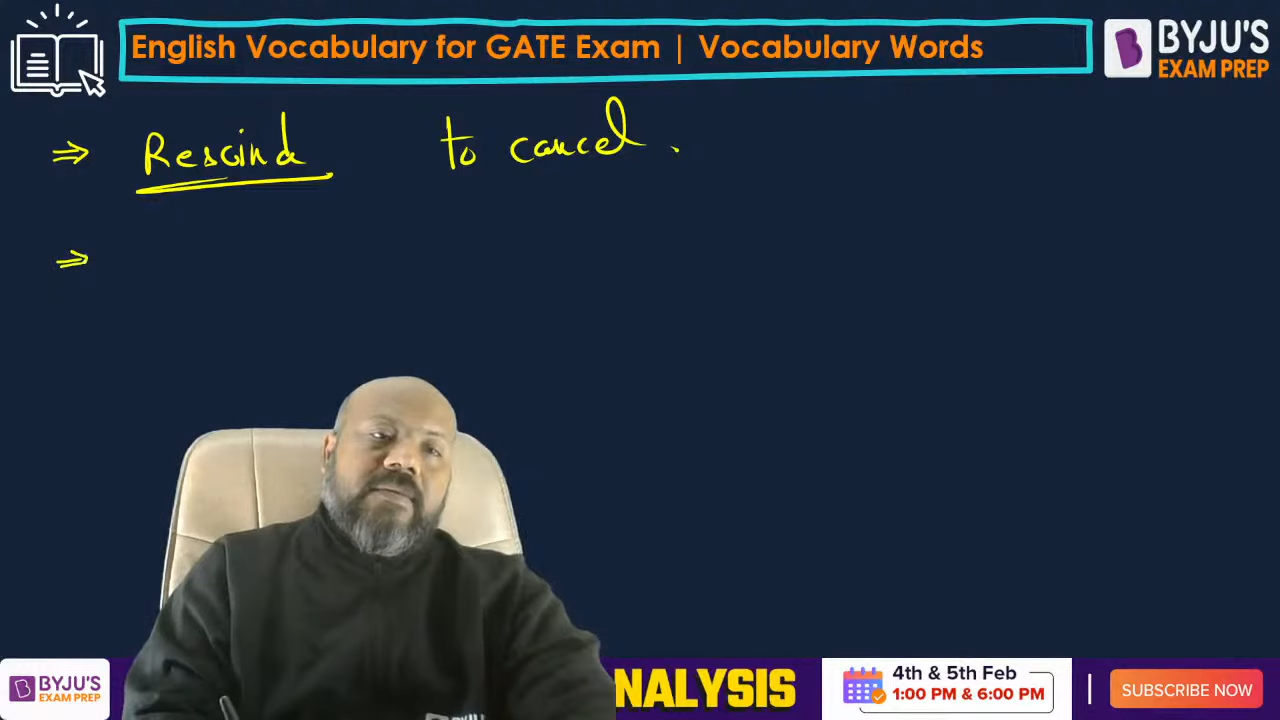 English Vocabulary for GATE Exam | Vocabulary Words
BYJU'S
EXAM PREP
⇒ Rescind to cancel.
⇒
BYJU'S
EXAM PREP
NALYSIS
4th & 5th Feb
1:00 PM & 6:00 PM
SUBSCRIBE NOW